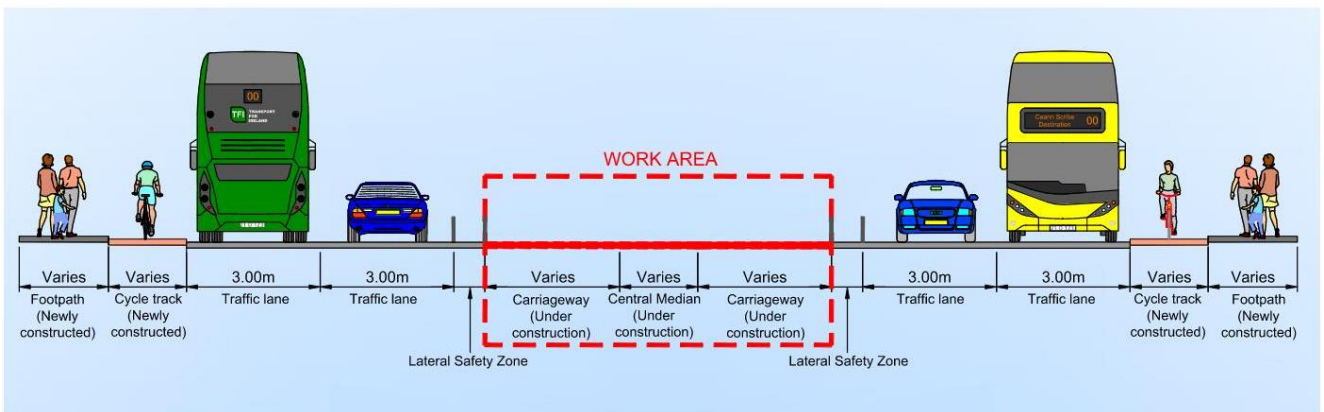 WORK AREA
00
TFI
TRANSPORT
FOR
IRELAND
Ceann Scribe
Destination
00
Varies
Varies
3.00m
3.00m
Varies
Varies
Varies
3.00m
3.00m
Varies
Varies
Footpath
(Newly
constructed)
Cycle track
(Newly
constructed)
Traffic lane
Traffic lane
Carriageway
(Under
construction)
Central Median
(Under
construction)
Carriageway
(Under
construction)
Traffic lane
Traffic lane
Cycle track
(Newly
constructed)
Footpath
(Newly
constructed)
Lateral Safety Zone
Lateral Safety Zone